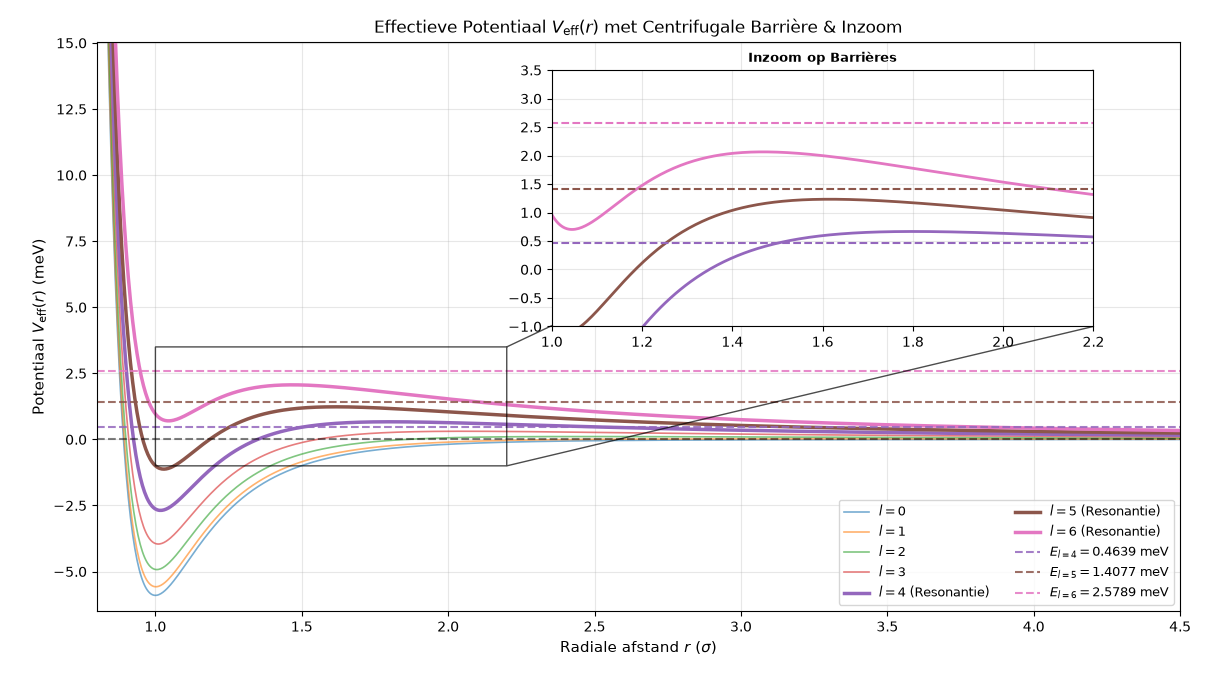 Effectieve Potentiaal V_eff(r) met Centrifugale Barrière & Inzoom
Inzoom op Barrières
3.5
3.0
2.5
2.0
1.5
1.0
0.5
0.0
−0.5
−1.0
1.0 1.2 1.4 1.6 1.8 2.0 2.2
Potentiaal V_eff(r) (meV)
15.0
12.5
10.0
7.5
5.0
2.5
0.0
−2.5
−5.0
l = 0
l = 1
l = 2
l = 3
l = 4 (Resonantie)
l = 5 (Resonantie)
l = 6 (Resonantie)
E_{l=4} = 0.4639 meV
E_{l=5} = 1.4077 meV
E_{l=6} = 2.5789 meV
1.0 1.5 2.0 2.5 3.0 3.5 4.0 4.5
Radiale afstand r (σ)